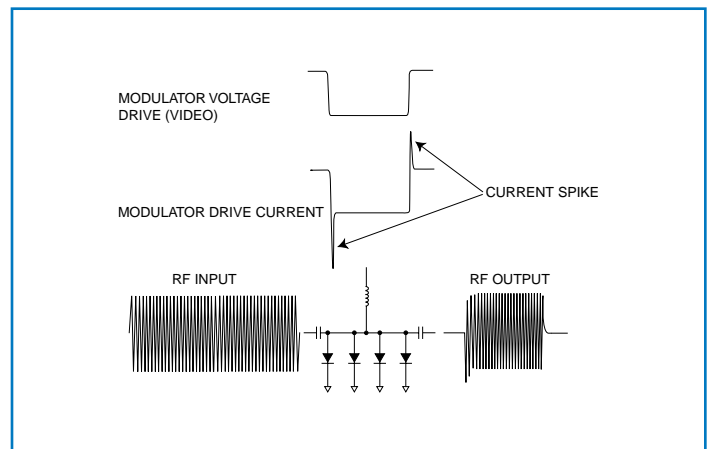 MODULATOR VOLTAGE
DRIVE (VIDEO)
CURRENT SPIKE
MODULATOR DRIVE CURRENT
RF INPUT
RF OUTPUT